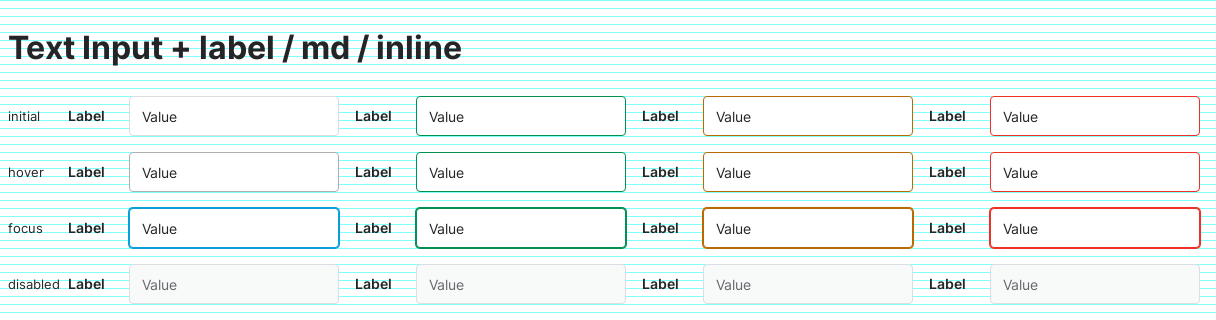 Text Input + label / md / inline
initial Label Value Label Value Label Value Label Value
hover Label Value Label Value Label Value Label Value
focus Label Value Label Value Label Value Label Value
disabled Label Value Label Value Label Value Label Value